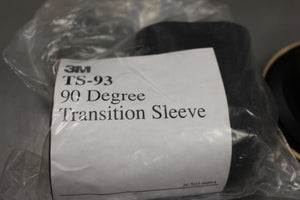 3M
TS-93
90 Degree
Transition Sleeve